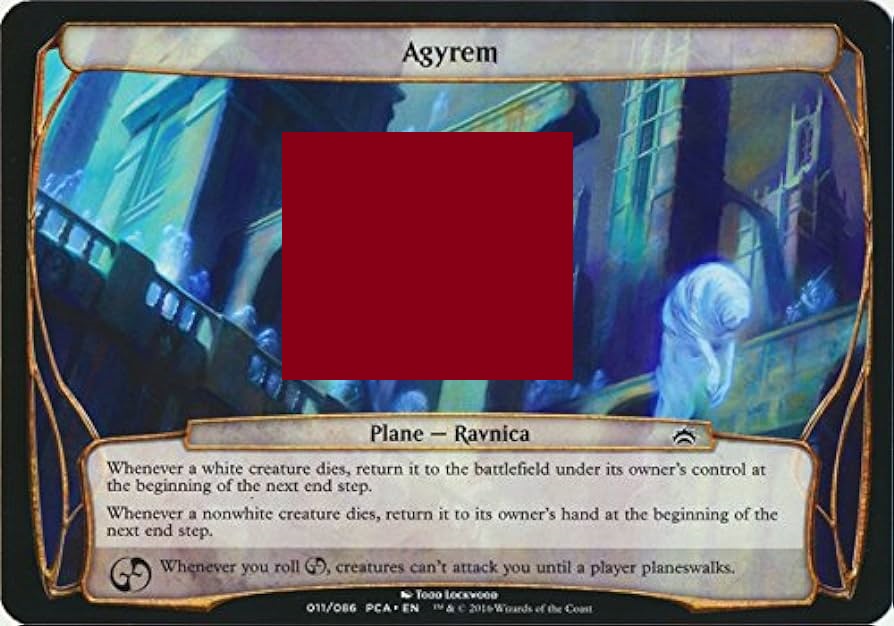 Agyrem
Plane — Ravnica
Whenever a white creature dies, return it to the battlefield under its owner's control at
the beginning of the next end step.
Whenever a nonwhite creature dies, return it to its owner's hand at the beginning of the
next end step.
Whenever you roll , creatures can't attack you until a player planeswalks.
Todd Lockwood
011/086 PCA • EN ™ & © 2016 Wizards of the Coast